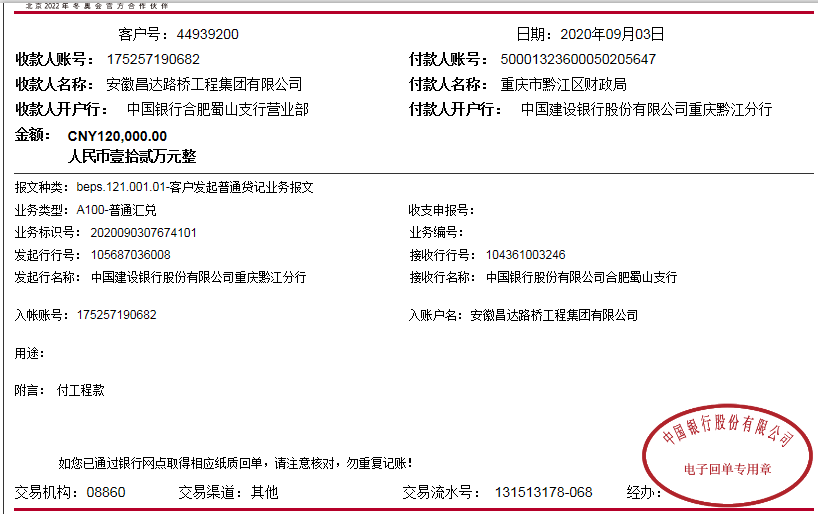 北京2022年冬奥会官方合作伙伴
客户号：44939200 日期：2020年09月03日
收款人账号：175257190682 付款人账号：50001323600050205647
收款人名称：安徽昌达路桥工程集团有限公司 付款人名称：重庆市黔江区财政局
收款人开户行：中国银行合肥蜀山支行营业部 付款人开户行：中国建设银行股份有限公司重庆黔江分行
金额：CNY120,000.00
人民币壹拾贰万元整
报文种类：beps.121.001.01-客户发起普通贷记业务报文
业务类型：A100-普通汇兑 收支申报号：
业务标识号：2020090307674101 业务编号：
发起行行号：105687036008 接收行行号：104361003246
发起行名称：中国建设银行股份有限公司重庆黔江分行 接收行名称：中国银行股份有限公司合肥蜀山支行
入帐账号：175257190682 入账户名：安徽昌达路桥工程集团有限公司
用途：
附言：付工程款
中国银行股份有限公司
电子回单专用章
如您已通过银行网点取得相应纸质回单，请注意核对，勿重复记账！
交易机构：08860 交易渠道：其他 交易流水号：131513178-068 经办：